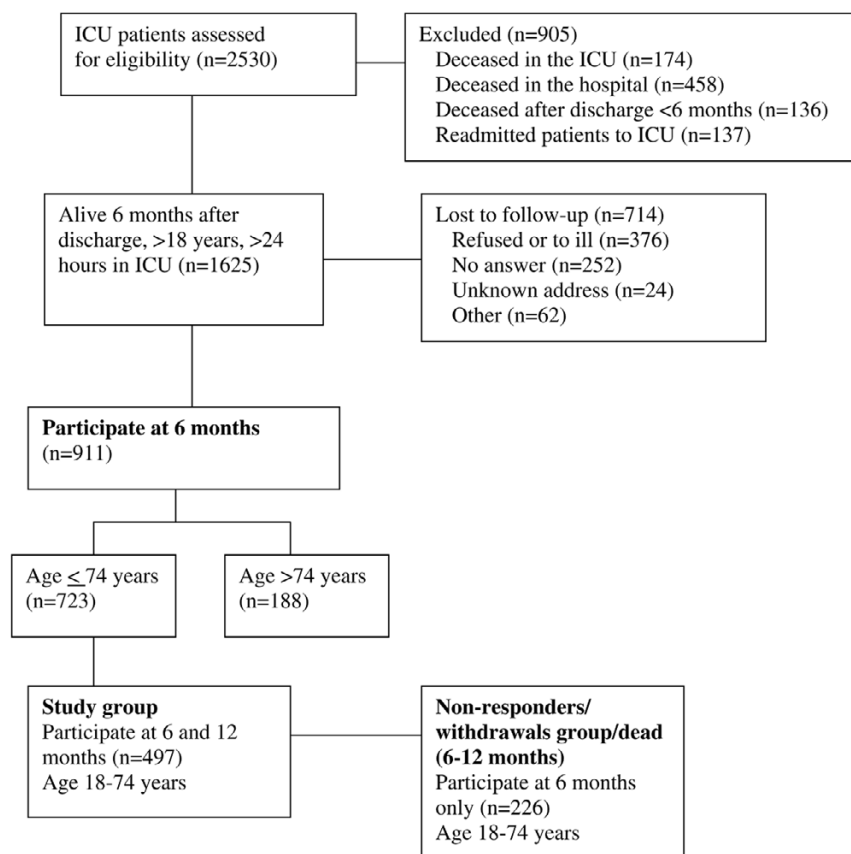 ICU patients assessed
for eligibility (n=2530)
Excluded (n=905)
Deceased in the ICU (n=174)
Deceased in the hospital (n=458)
Deceased after discharge <6 months (n=136)
Readmitted patients to ICU (n=137)
Alive 6 months after
discharge, >18 years, >24
hours in ICU (n=1625)
Lost to follow-up (n=714)
Refused or to ill (n=376)
No answer (n=252)
Unknown address (n=24)
Other (n=62)
Participate at 6 months
(n=911)
Age ≤ 74 years
(n=723)
Age >74 years
(n=188)
Study group
Participate at 6 and 12
months (n=497)
Age 18-74 years
Non-responders/
withdrawals group/dead
(6-12 months)
Participate at 6 months
only (n=226)
Age 18-74 years